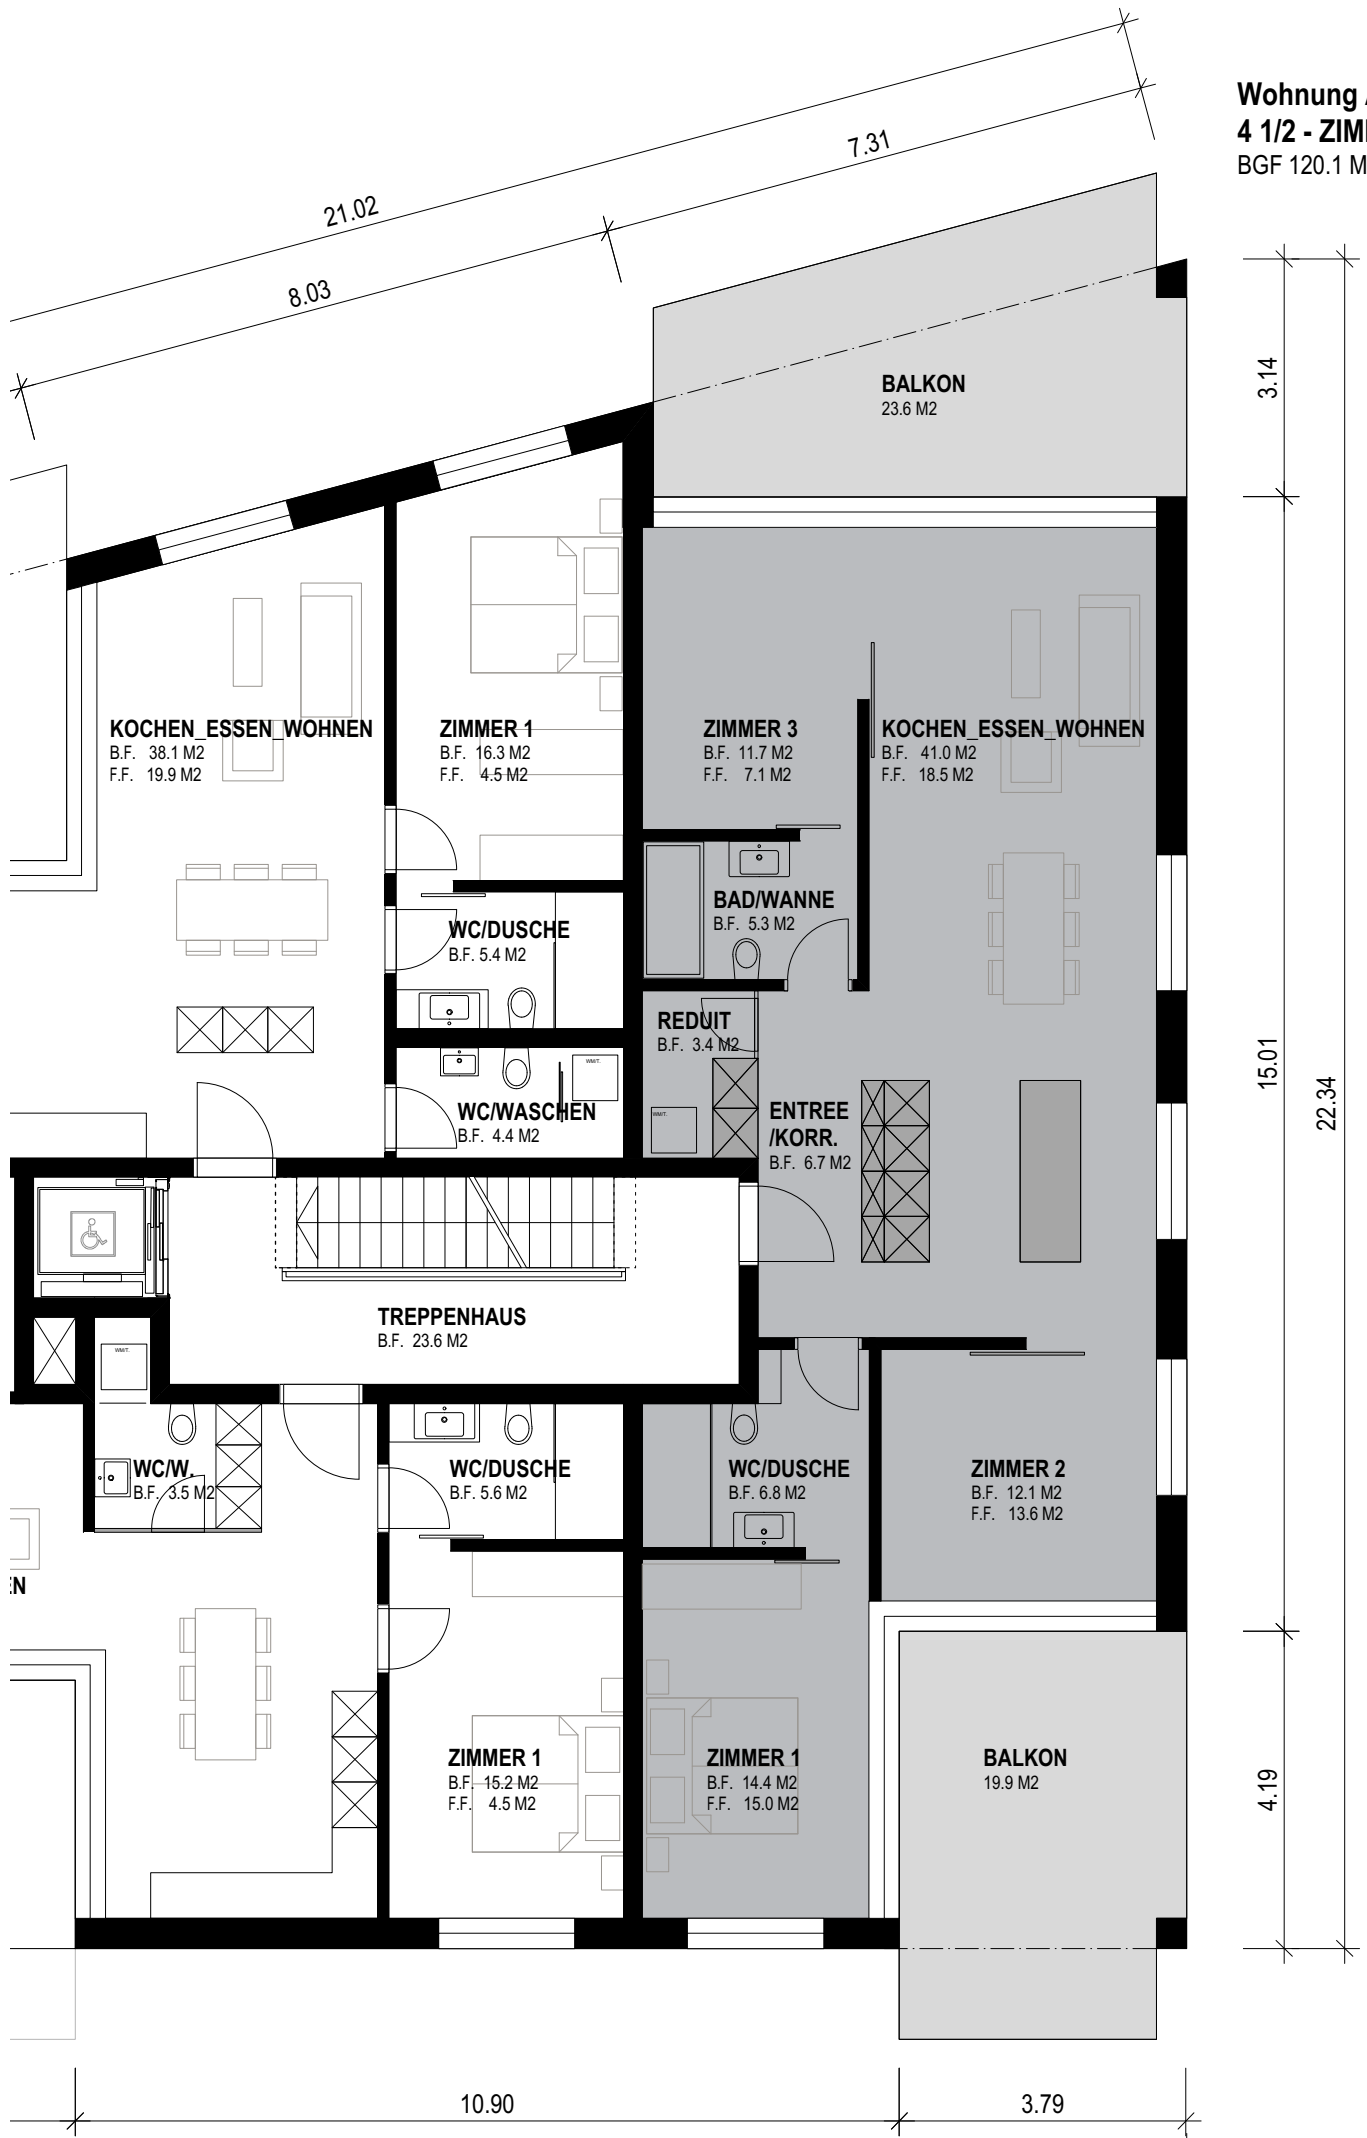 Wohnung
4 1/2 - ZIM
BGF 120.1 M
7.31
21.02
8.03
3.14
BALKON
23.6 M2
KOCHEN_ESSEN_WOHNEN
B.F. 38.1 M2
F.F. 19.9 M2
ZIMMER 1
B.F. 16.3 M2
F.F. 4.5 M2
ZIMMER 3
B.F. 11.7 M2
F.F. 7.1 M2
KOCHEN_ESSEN_WOHNEN
B.F. 41.0 M2
F.F. 18.5 M2
BAD/WANNE
B.F. 5.3 M2
WC/DUSCHE
B.F. 5.4 M2
REDUIT
B.F. 3.4 M2
WM/T.
WM/T.
WC/WASCHEN
B.F. 4.4 M2
ENTREE
/KORR.
B.F. 6.7 M2
15.01
22.34
TREPPENHAUS
B.F. 23.6 M2
WM/T.
WC/W.
B.F. 3.5 M2
WC/DUSCHE
B.F. 5.6 M2
WC/DUSCHE
B.F. 6.8 M2
ZIMMER 2
B.F. 12.1 M2
F.F. 13.6 M2
EN
ZIMMER 1
B.F. 15.2 M2
F.F. 4.5 M2
ZIMMER 1
B.F. 14.4 M2
F.F. 15.0 M2
BALKON
19.9 M2
4.19
10.90
3.79